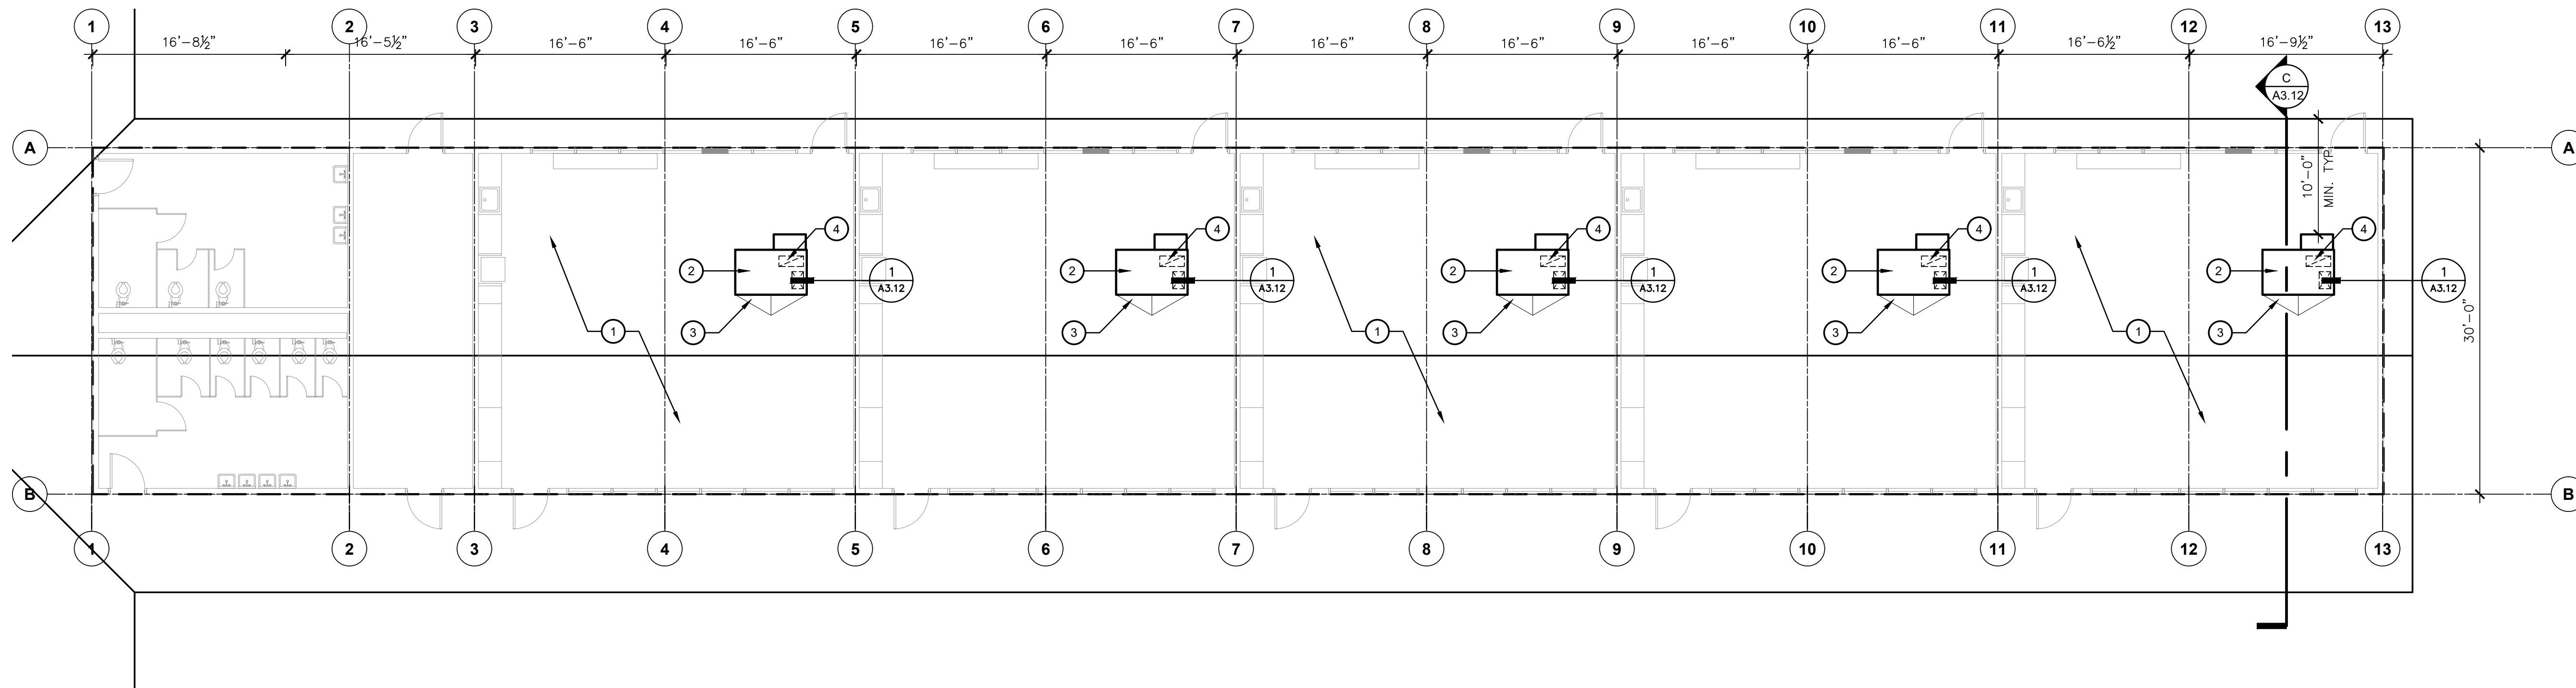 1 2 3 4 5 6 7 8 9 10 11 12 13
16'-8½" 16'-5½" 16'-6" 16'-6" 16'-6" 16'-6" 16'-6" 16'-6" 16'-6" 16'-6" 16'-6½" 16'-9½"
C
A3.12
A A
10'-0"
MIN. TYP.
4 4 4 4 4
2 2 2 2 2
1 1 1 1 1
A3.12 A3.12 A3.12 A3.12 A3.12
3 3 3 3 3
1 1 1
30'-0"
B B
1 2 3 4 5 6 7 8 9 10 11 12 13